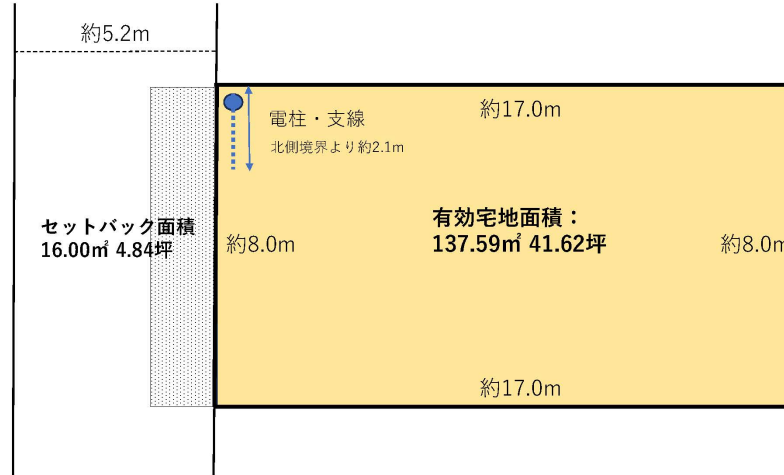 約5.2m
電柱・支線
北側境界より約2.1m
約17.0m
セットバック面積
16.00㎡ 4.84坪
約8.0m
有効宅地面積：
137.59㎡ 41.62坪
約8.0m
約17.0m